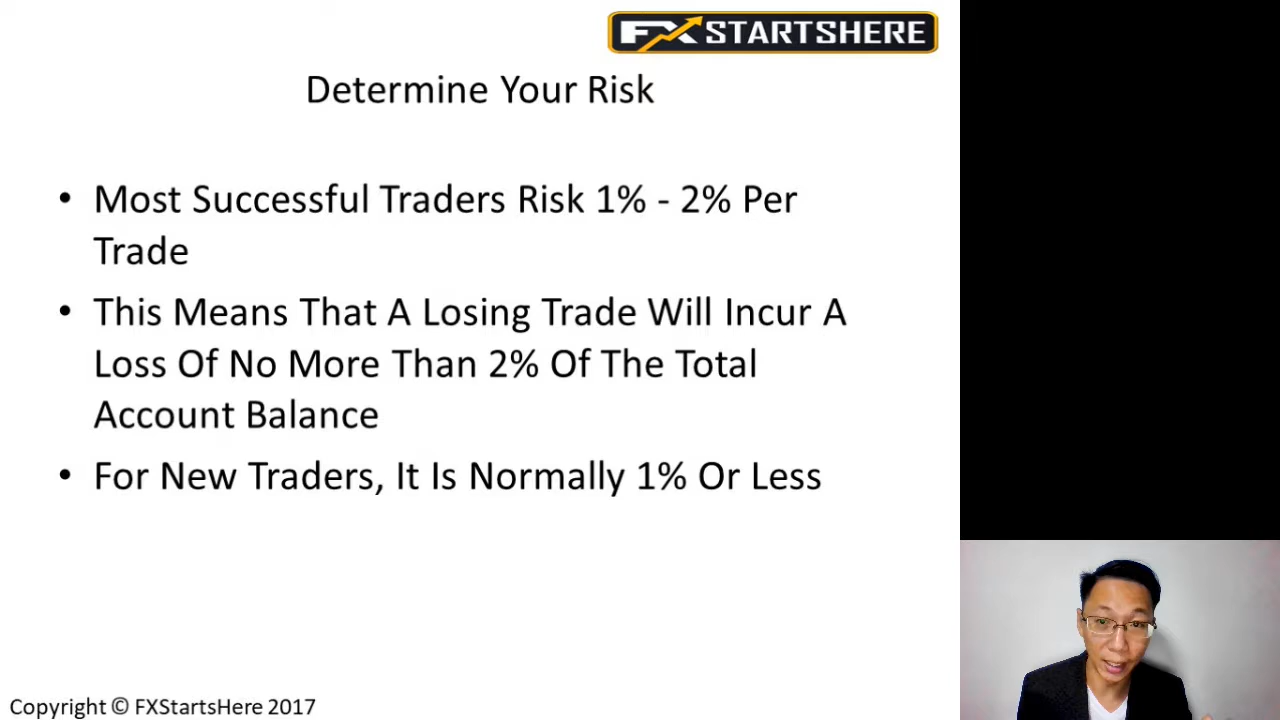 FXSTARTSHERE
Determine Your Risk
• Most Successful Traders Risk 1% - 2% Per
Trade
• This Means That A Losing Trade Will Incur A
Loss Of No More Than 2% Of The Total
Account Balance
• For New Traders, It Is Normally 1% Or Less
Copyright © FXStartsHere 2017